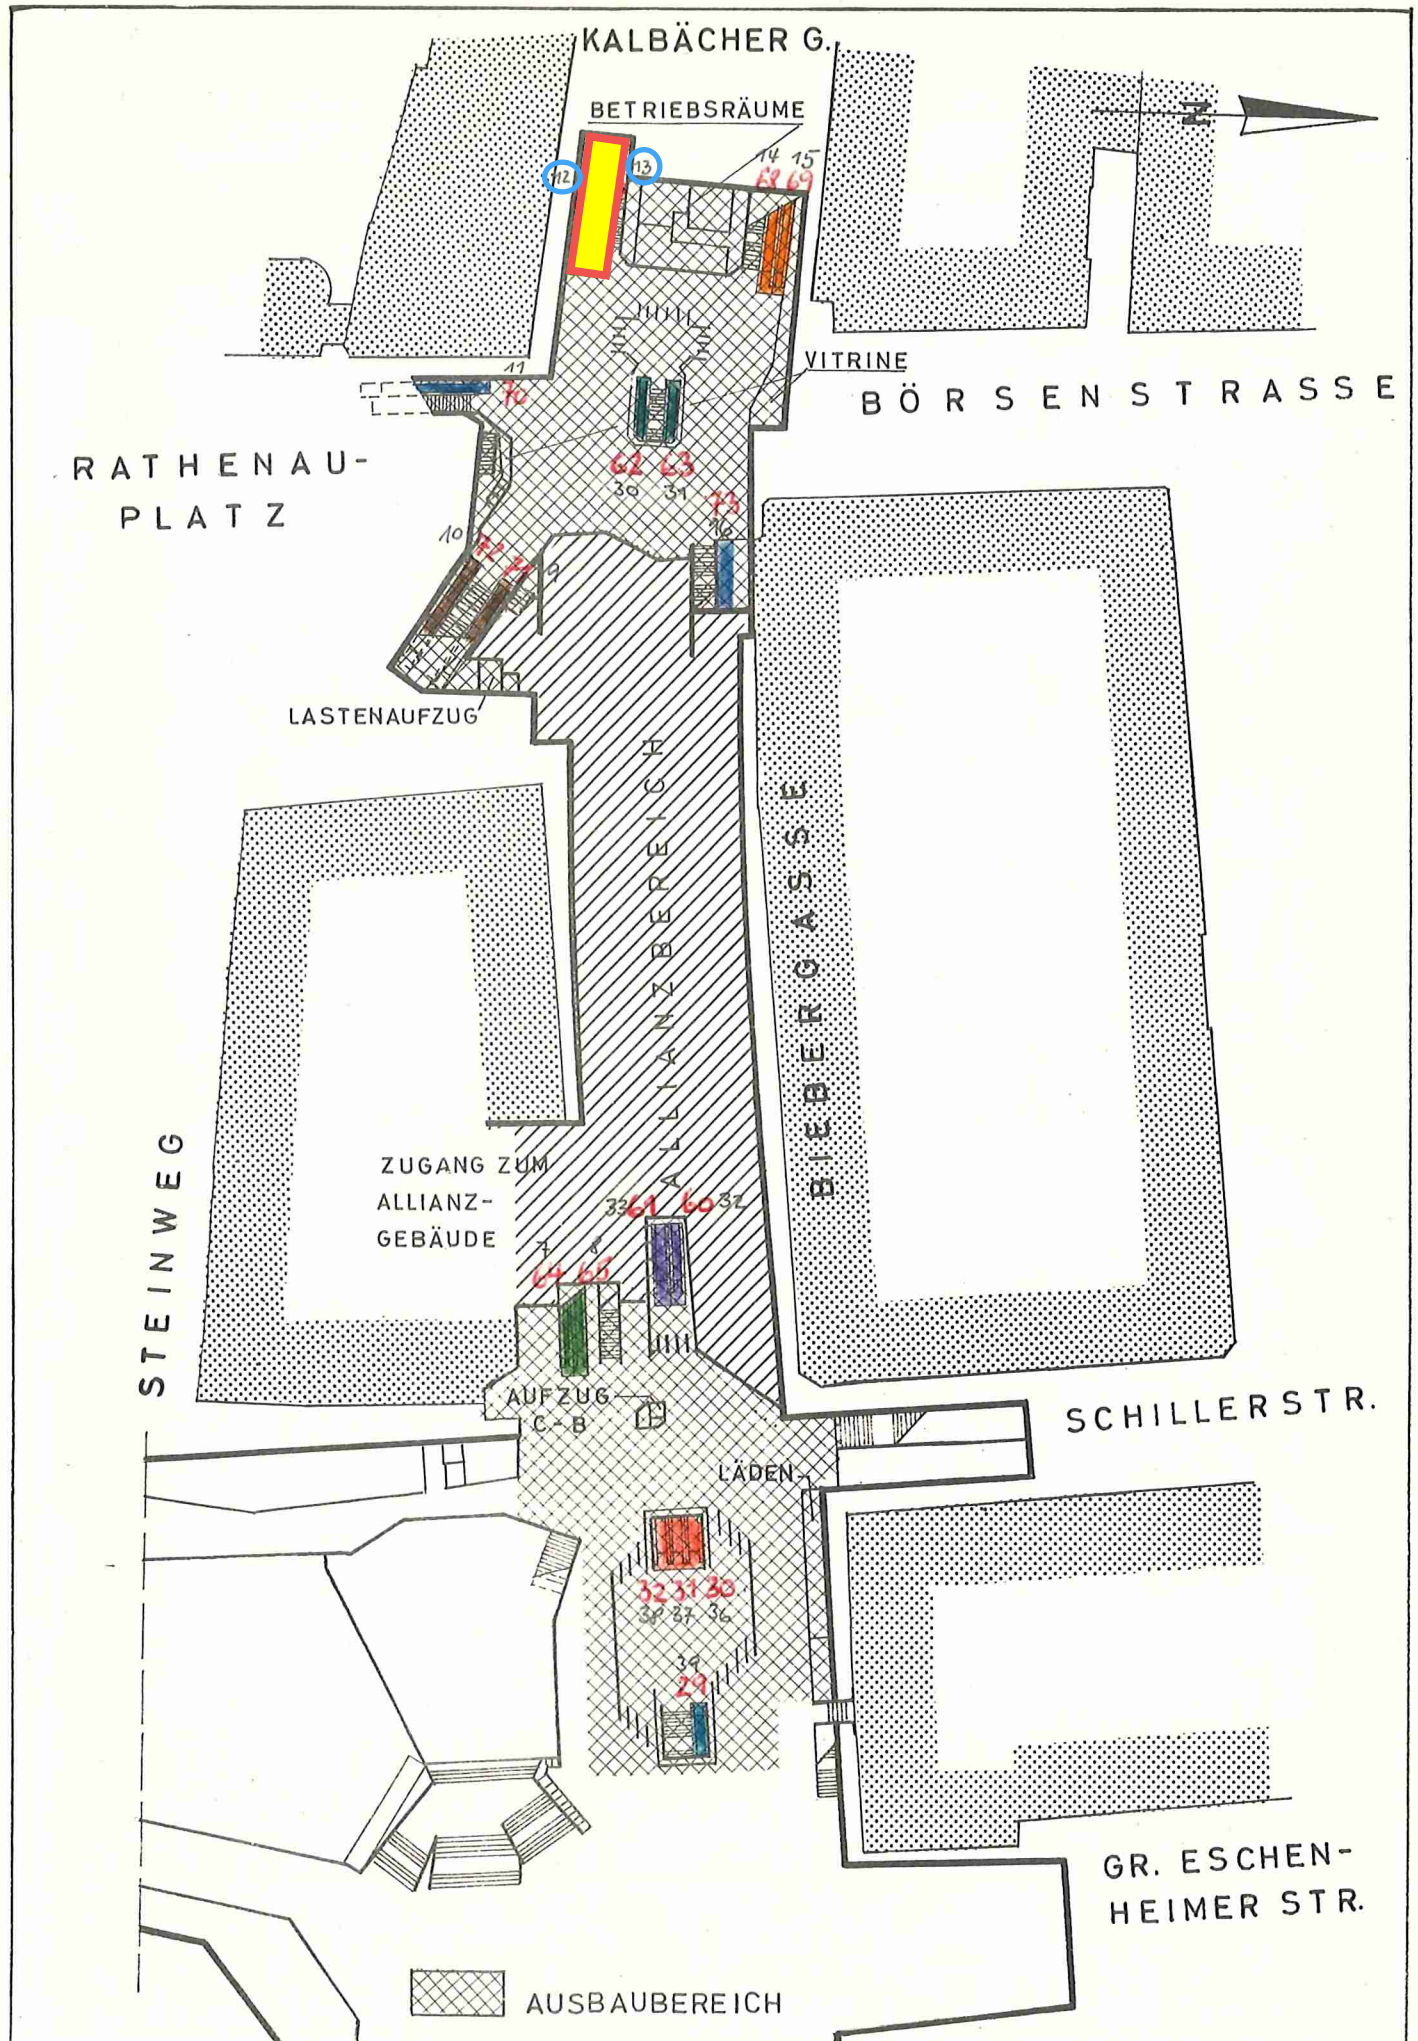 KALBÄCHER G.
BETRIEBSRÄUME
N
12
13
14 15
68 69
VITRINE
BÖRSENSTRASSE
11
70
RATHENAU-
PLATZ
62 63
30 31
73
16
10
72
9
LASTENAUFZUG
ALLIANZBEREICH
BIEBERGASSE
STEINWEG
ZUGANG ZUM
ALLIANZ-
GEBÄUDE
33 61 60 32
7 8
64 65
AUFZUG
C-B
SCHILLERSTR.
LÄDEN
32 31 30
38 37 36
39
29
GR. ESCHEN-
HEIMER STR.
AUSBAUBEREICH